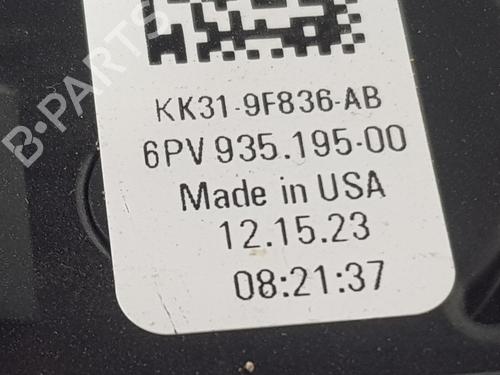 B-PARTS
KK31-9F836-AB
6PV 935.195-00
Made in USA
12.15.23
08:21:37